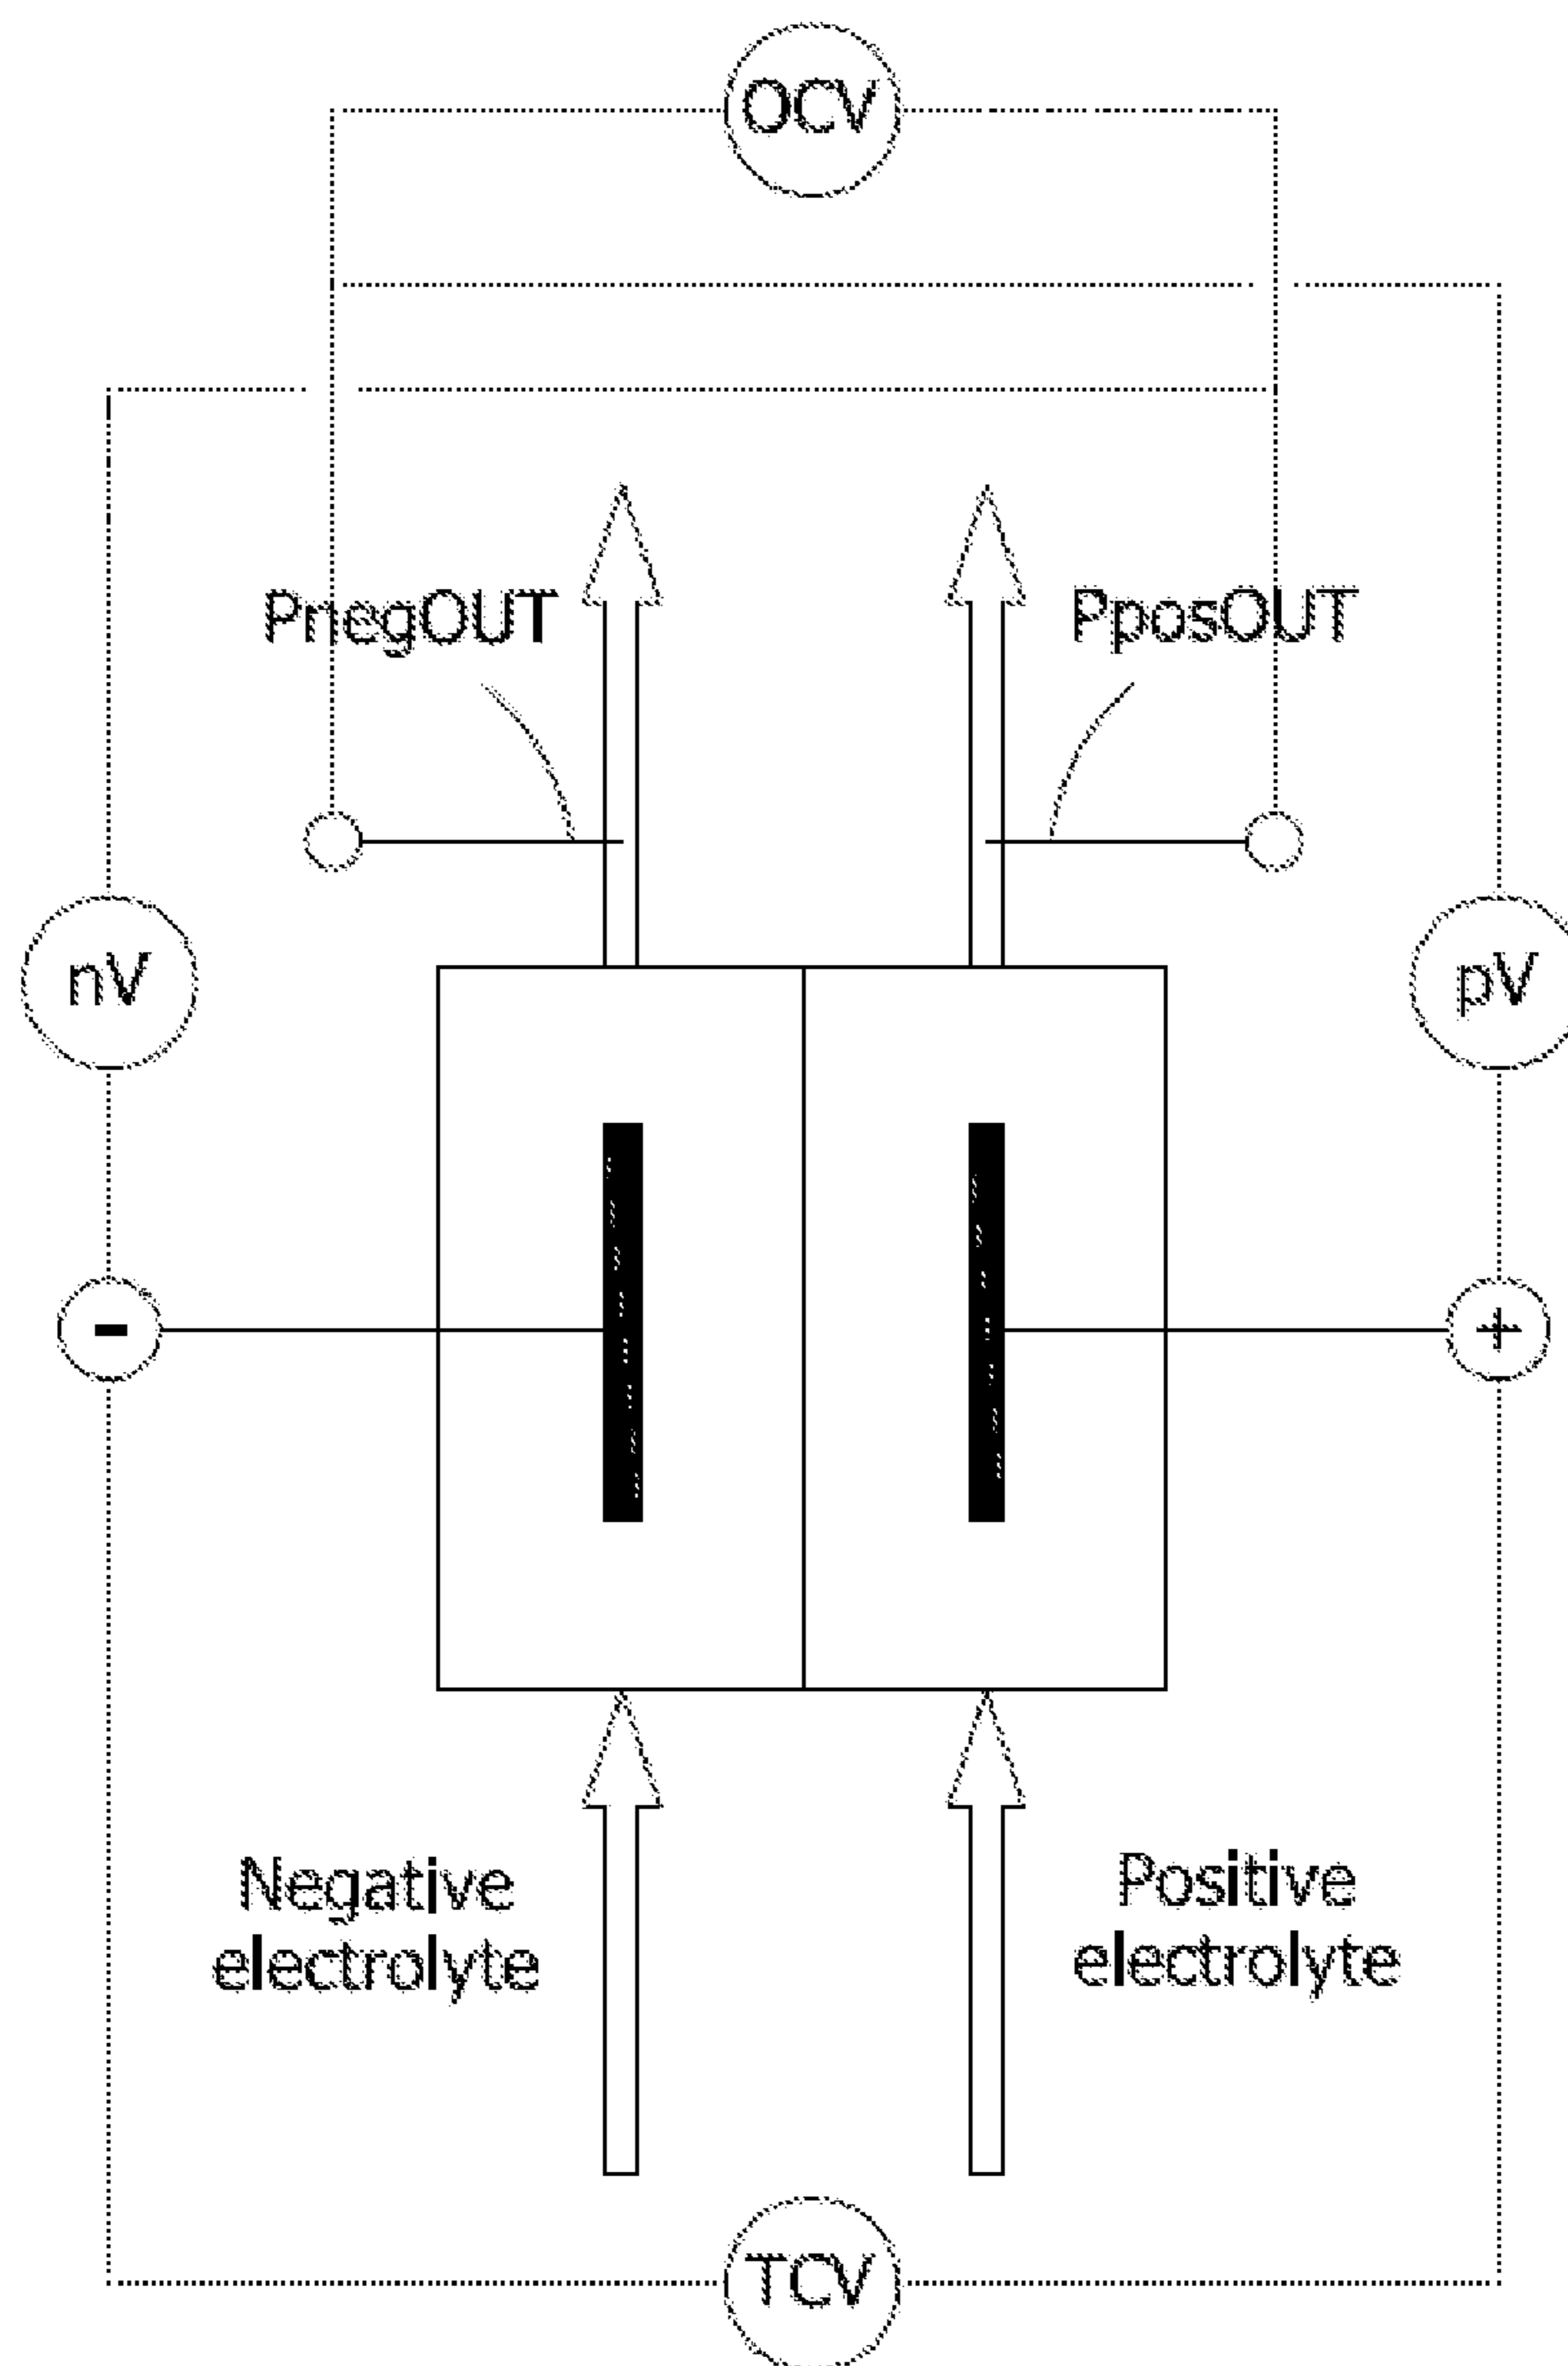 OCV
PnegOUT
PposOUT
nV
pV
-
+
Negative
electrolyte
Positive
electrolyte
TCV